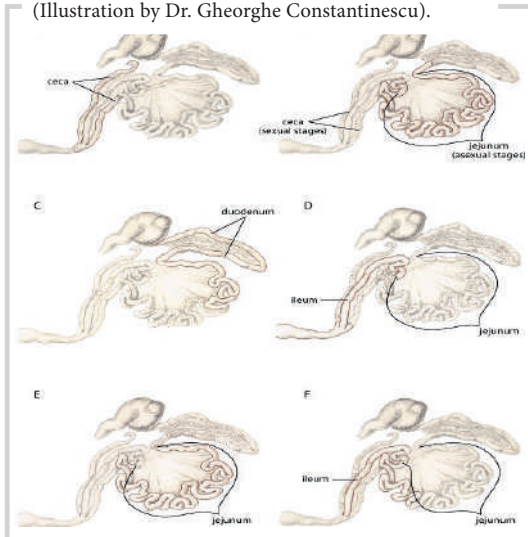 (Illustration by Dr. Gheorghe Constantinescu).
ceca
ceca
(sexual stages)
jejunum
(asexual stages)
C
duodenum
D
ileum
jejunum
E
jejunum
F
ileum
jejunum